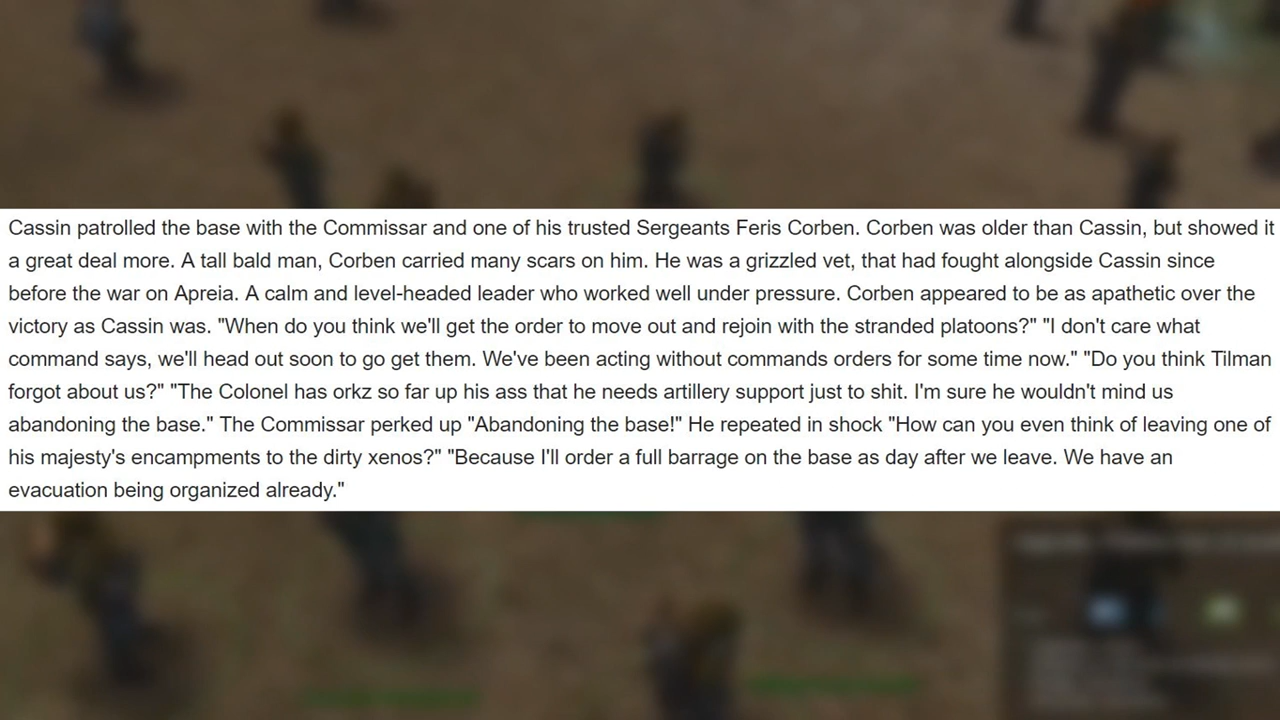 Cassin patrolled the base with the Commissar and one of his trusted Sergeants Feris Corben. Corben was older than Cassin, but showed it
a great deal more. A tall bald man, Corben carried many scars on him. He was a grizzled vet, that had fought alongside Cassin since
before the war on Apreia. A calm and level-headed leader who worked well under pressure. Corben appeared to be as apathetic over the
victory as Cassin was. "When do you think we'll get the order to move out and rejoin with the stranded platoons?" "I don't care what
command says, we'll head out soon to go get them. We've been acting without commands orders for some time now." "Do you think Tilman
forgot about us?" "The Colonel has orkz so far up his ass that he needs artillery support just to shit. I'm sure he wouldn't mind us
abandoning the base." The Commissar perked up "Abandoning the base!" He repeated in shock "How can you even think of leaving one of
his majesty's encampments to the dirty xenos?" "Because I'll order a full barrage on the base as day after we leave. We have an
evacuation being organized already."